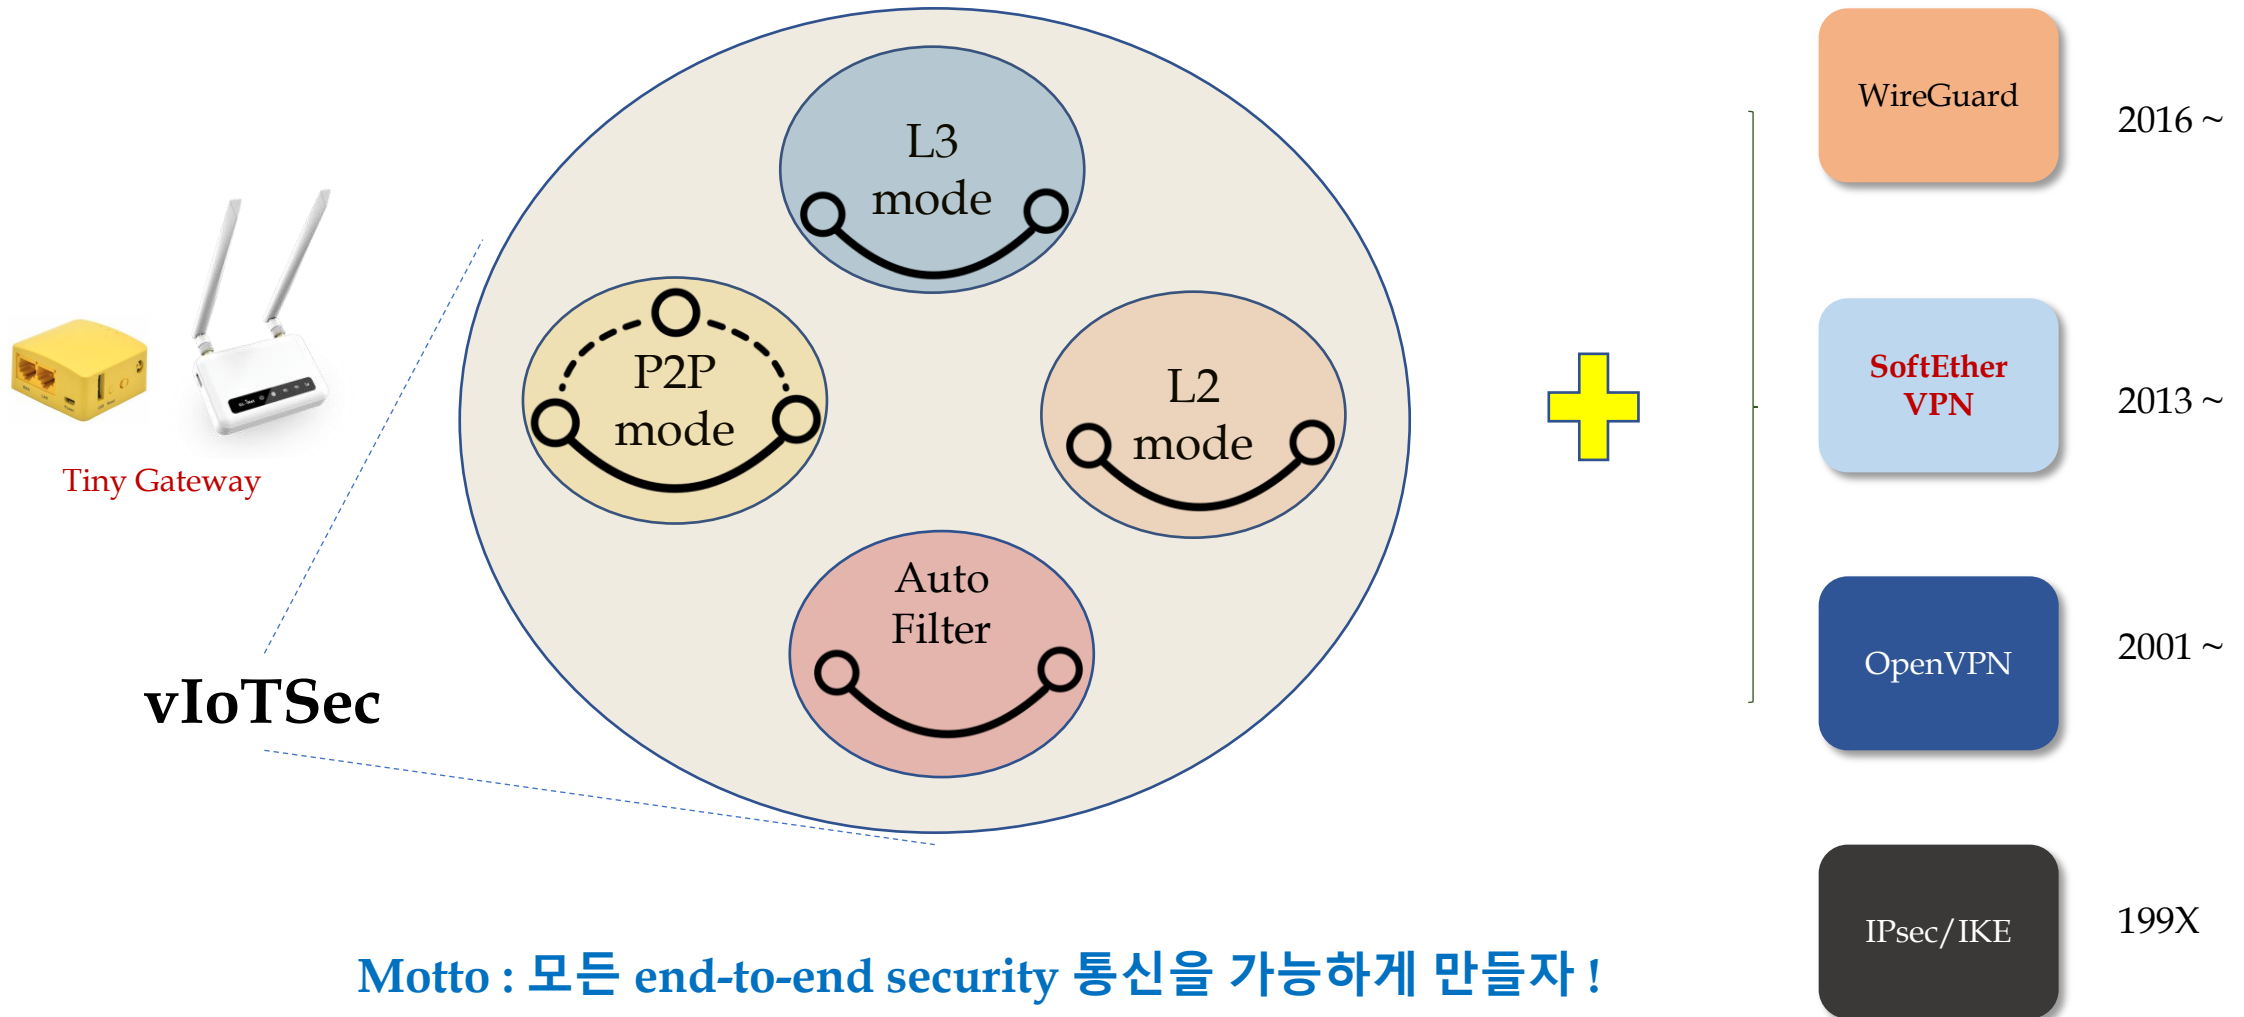 L3
mode
WireGuard
2016 ~
P2P
mode
L2
mode
SoftEther
VPN
2013 ~
Tiny Gateway
Auto
Filter
OpenVPN
2001 ~
vIoTSec
IPsec/IKE
199X
Motto : 모든 end-to-end security 통신을 가능하게 만들자 !